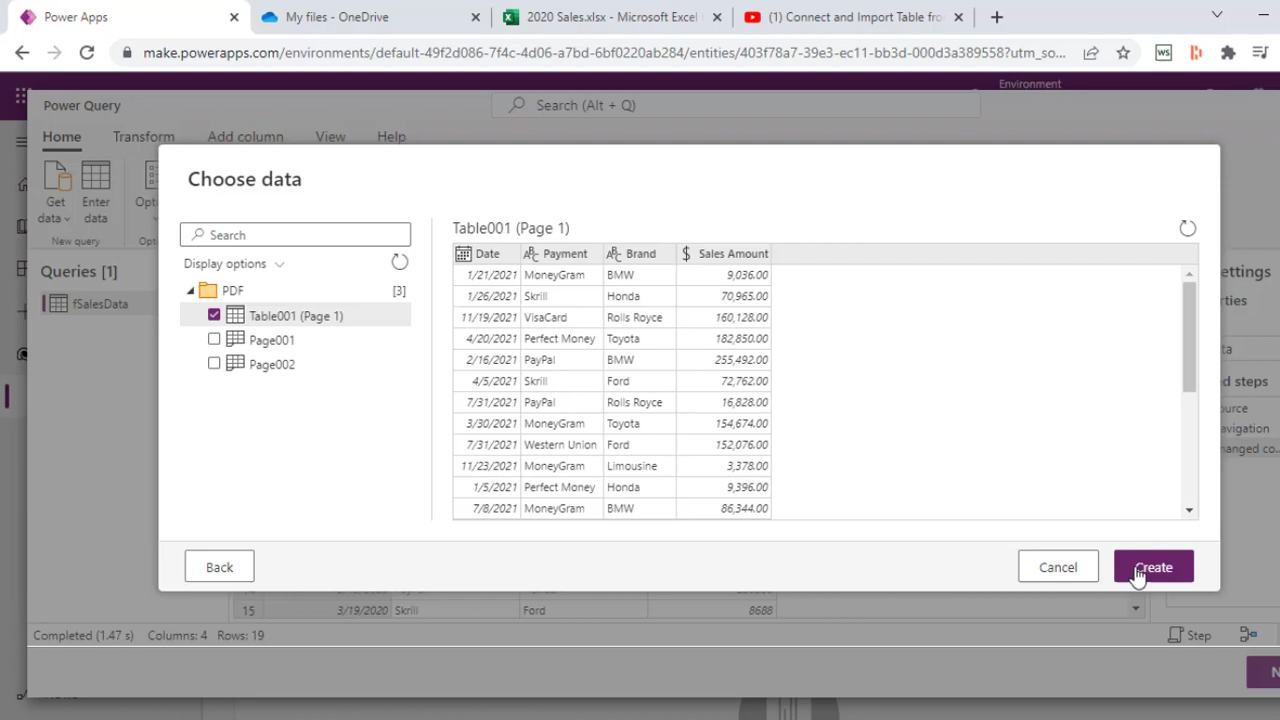 Power Apps
My files - OneDrive
2020 Sales.xlsx - Microsoft Excel
(1) Connect and Import Table fro
make.powerapps.com/environments/default-49f2d086-7f4c-4d06-a7bd-6bf0220ab284/entities/403f78a7-39e3-ec11-bb3d-000d3a389558?utm_so...
WS
Environment
Power Query
Search (Alt + Q)
Home Transform Add column View Help
Get data
Enter data
Opti
New query
Opti
Queries [1]
fSalesData
Choose data
Search
Display options
PDF [3]
Table001 (Page 1)
Page001
Page002
Table001 (Page 1)
Date Payment Brand $ Sales Amount
1/21/2021 MoneyGram BMW 9,036.00
1/26/2021 Skrill Honda 70,965.00
11/19/2021 VisaCard Rolls Royce 160,128.00
4/20/2021 Perfect Money Toyota 182,850.00
2/16/2021 PayPal BMW 255,492.00
4/5/2021 Skrill Ford 72,762.00
7/31/2021 PayPal Rolls Royce 16,828.00
3/30/2021 MoneyGram Toyota 154,674.00
7/31/2021 Western Union Ford 152,076.00
11/23/2021 MoneyGram Limousine 3,378.00
1/5/2021 Perfect Money Honda 9,396.00
7/8/2021 MoneyGram BMW 86,344.00
Back
Cancel
Create
ettings
rties
ta
d steps
ource
avigation
hanged co...
15 3/19/2020 Skrill Ford 8688
Completed (1.47 s) Columns: 4 Rows: 19
Step
N